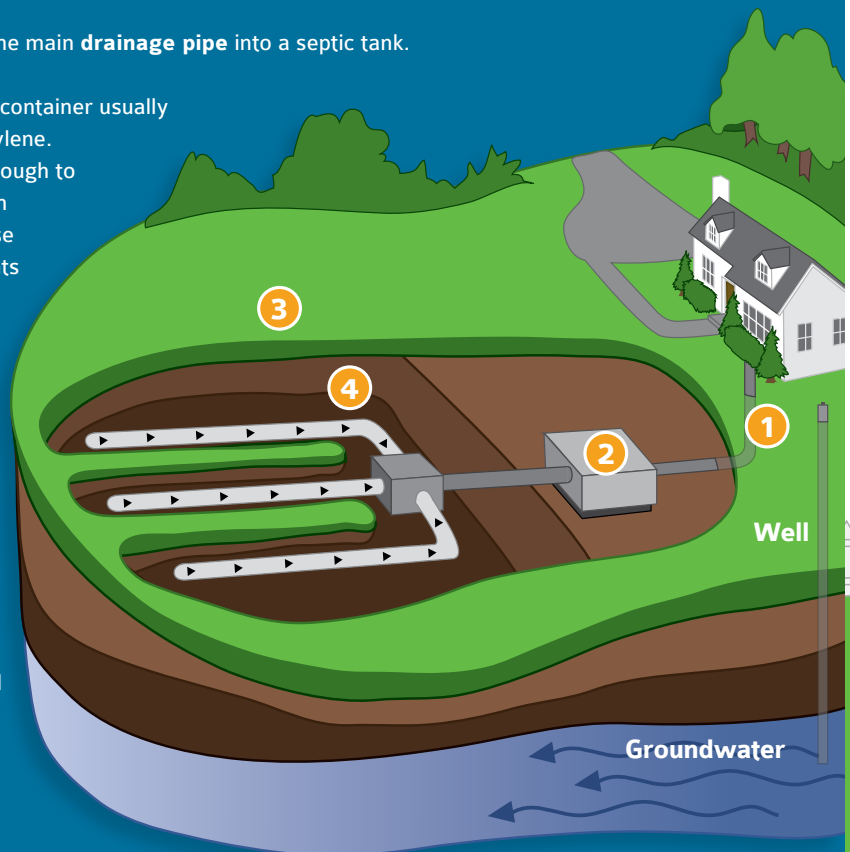 ne main drainage pipe into a septic tank.
container usually
ylene.
ough to
n
se
ts
3
4
2
1
Well
Groundwater